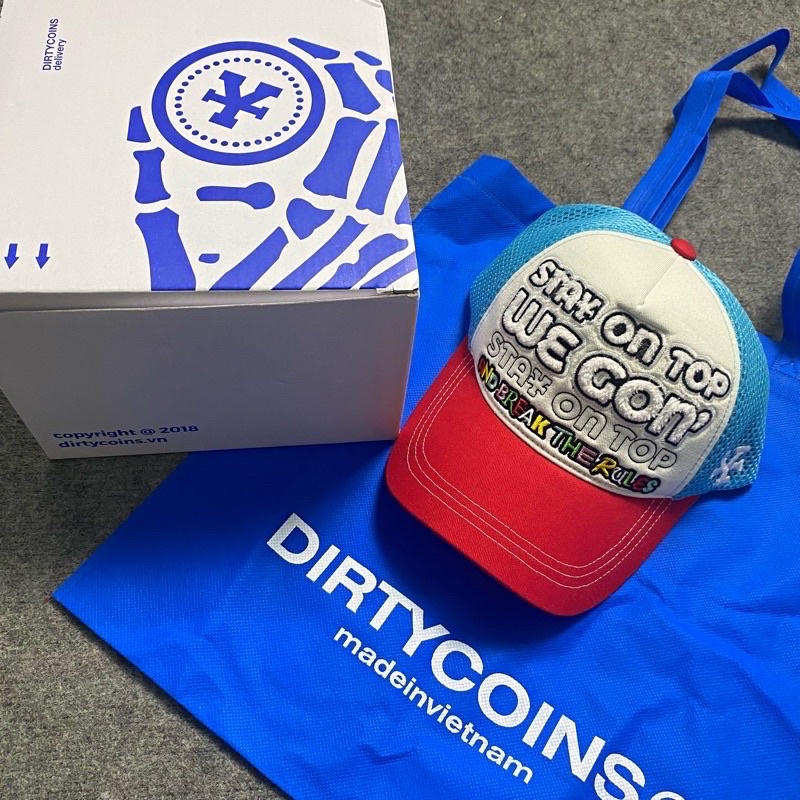 DIRTYCOINS
delivery
copyright @ 2018
dirtycoins.vn
STAY ON TOP
WE GON'
STAY ON TOP
AND BREAK THE RULES
DIRTYCOINS
madeinvietnam